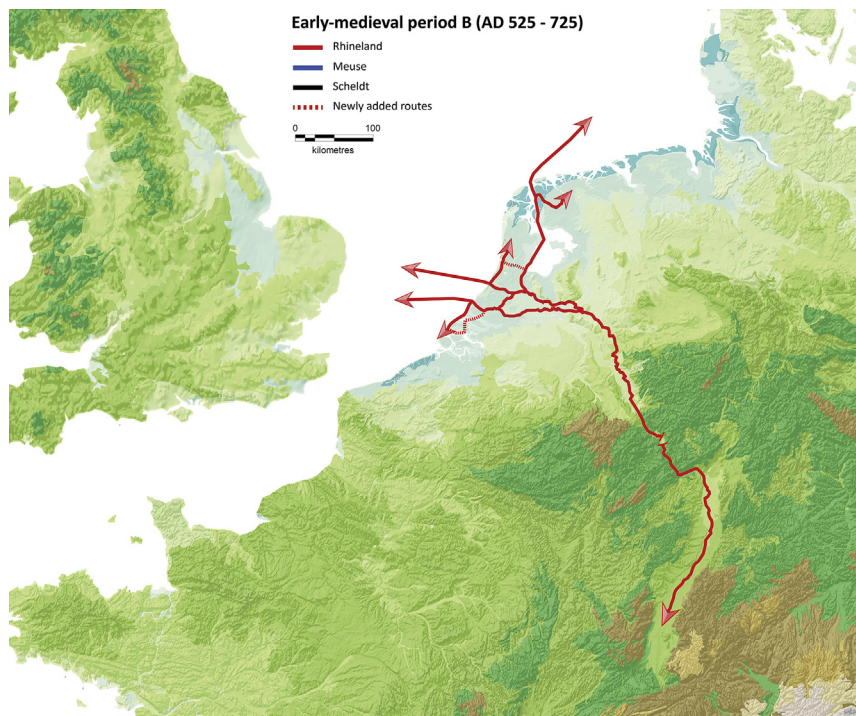 Early-medieval period B (AD 525 - 725)
Rhineland
Meuse
Scheldt
Newly added routes
0 100
kilometres